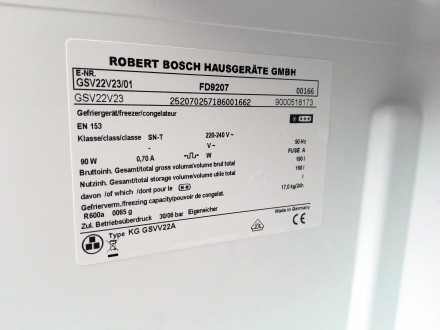 ROBERT BOSCH HAUSGERÄTE GMBH
E-NR.
GSV22V23/01 FD9207 00166
GSV22V23 252070257186001662 9000518173
Gefriergerät/freezer/congelateur
EN 153
Klasse/class/classe SN-T 220-240 V~ 50 Hz
90 W 0,70 A W FUSE A
Bruttoinh. Gesamt/total gross volume/volume brut total 190 l
Nutzinh. Gesamt/total storage volume/volume utile total l
davon /of which / dont pour le l
Gefrierverm./freezing capacity/pouvoir de congelat. 17,0 kg/24h
R600a 0065 g
Zul. Betriebsüberdruck 30/06 bar Eigensicher
Type KG GSVV22A
Made in Germany
CE